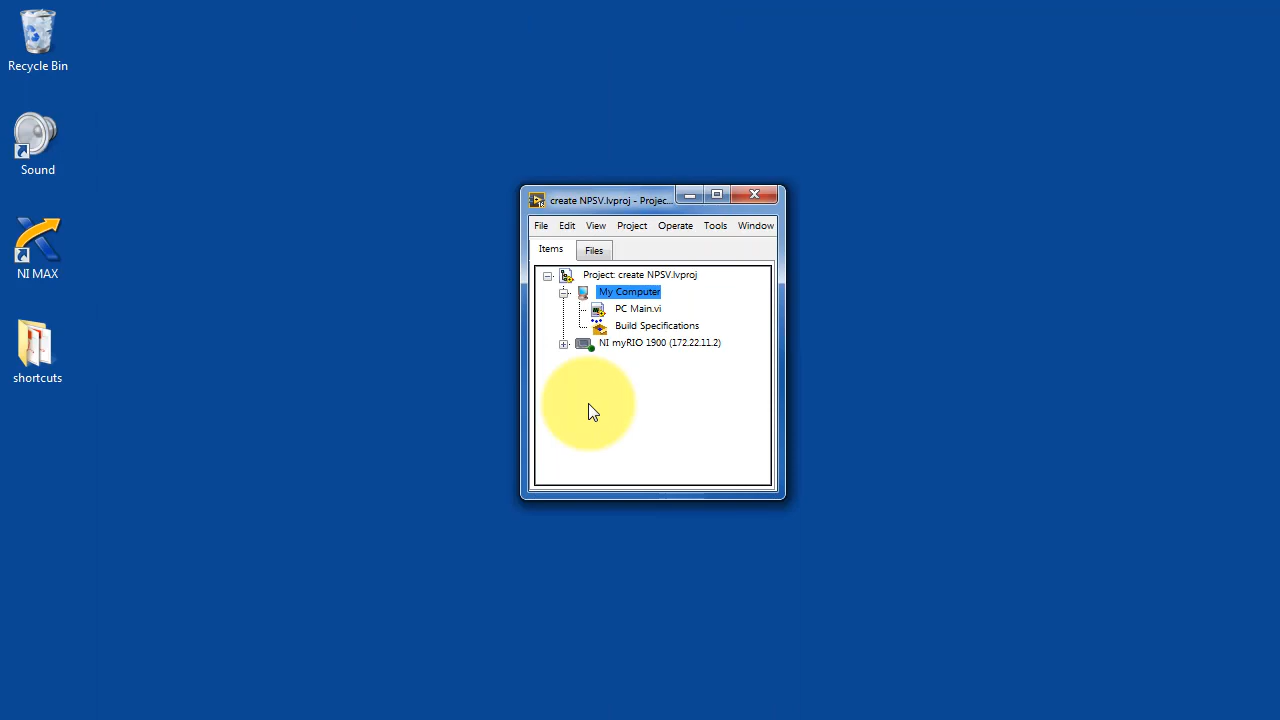 Recycle Bin
Sound
NI MAX
shortcuts
create NPSV.lvproj - Projec...
File Edit View Project Operate Tools Window
Items Files
Project: create NPSV.lvproj
My Computer
PC Main.vi
Build Specifications
NI myRIO 1900 (172.22.11.2)